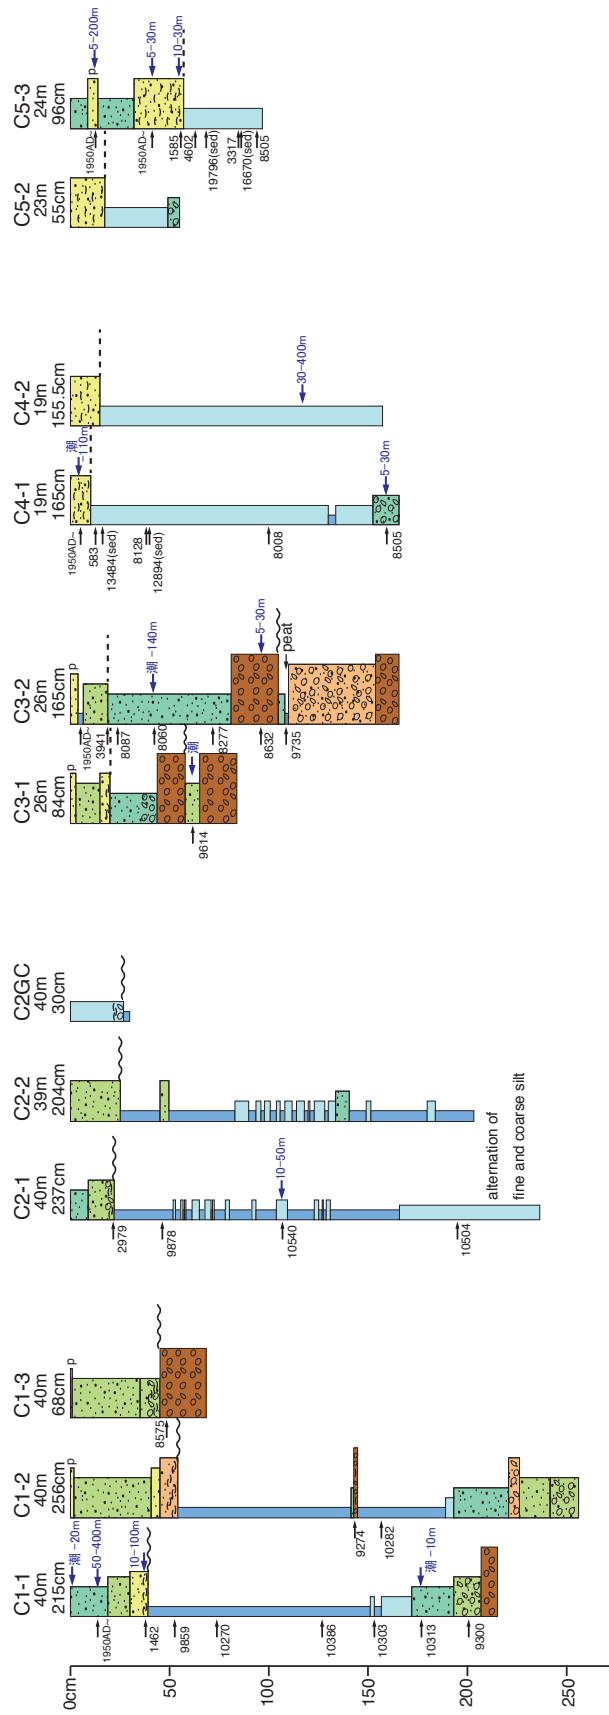 0cm
50
100
150
200
250
C1-1
40m
215cm
潮 -20m
50-400m
10-100m
潮 -10m
1950AD~
1462
9859
10270
10386
10303
10313
9300
C1-2
40m
256cm
p
9274
10282
C1-3
40m
68cm
p
8575
C2-1
40m
237cm
10-50m
2979
9878
10540
10504
alternation of
fine and coarse silt
C2-2
39m
204cm
C2GC
40m
30cm
C3-1
26m
84cm
p
潮
9614
C3-2
26m
165cm
p
潮 -140m
5-30m
peat
1950AD~
3941
8087
8060
8277
8632
9735
C4-1
19m
165cm
潮
-110m
5-30m
1950AD~
583
13484(sed)
8128
12894(sed)
8008
8505
C4-2
19m
155.5cm
30-400m
C5-2
23m
55cm
C5-3
24m
96cm
p
5-200m
5-30m
10-30m
1950AD~
1950AD~
1585
4602
19796(sed)
3317
16670(sed)
8505